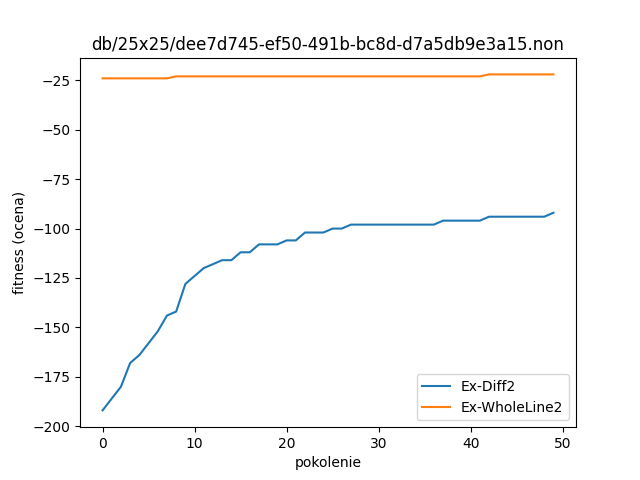 db/25x25/dee7d745-ef50-491b-bc8d-d7a5db9e3a15.non
fitness (ocena)
−25
−50
−75
−100
−125
−150
−175
−200
0 10 20 30 40 50
pokolenie
Ex-Diff2
Ex-WholeLine2